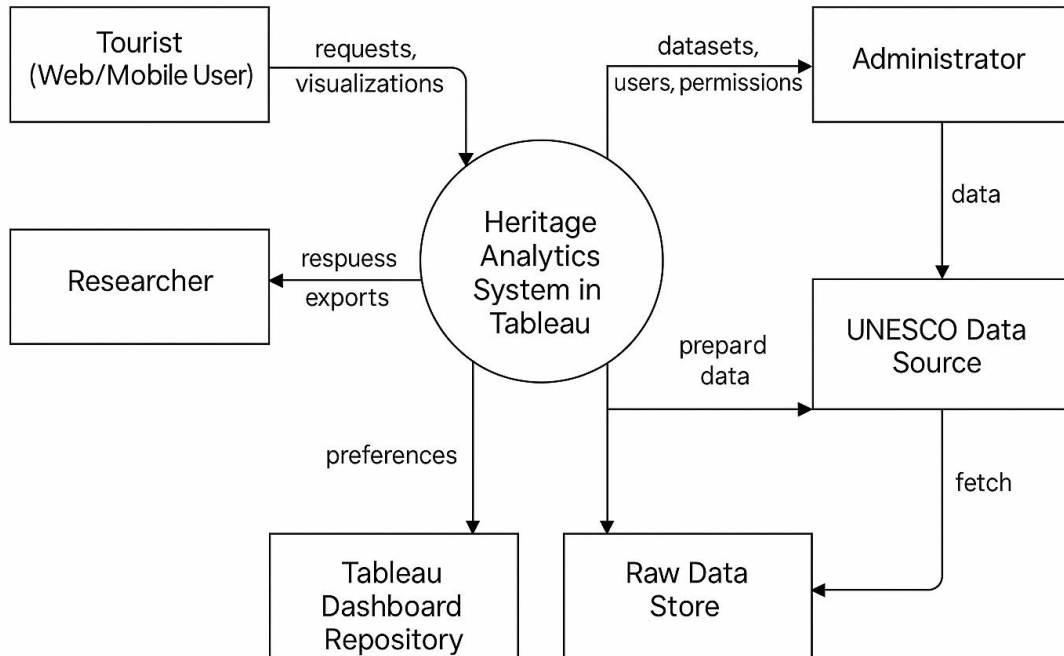 Tourist
(Web/Mobile User)
requests,
visualizations
datasets,
users, permissions
Administrator
data
Researcher
respuess
exports
Heritage
Analytics
System in
Tableau
UNESCO Data
Source
prepard
data
preferences
fetch
Tableau
Dashboard
Repository
Raw Data
Store